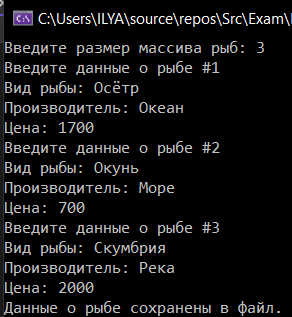 C:\Users\ILYA\source\repos\Src\Exam\
Введите размер массива рыб: 3
Введите данные о рыбе #1
Вид рыбы: Осётр
Производитель: Океан
Цена: 1700
Введите данные о рыбе #2
Вид рыбы: Окунь
Производитель: Море
Цена: 700
Введите данные о рыбе #3
Вид рыбы: Скумбрия
Производитель: Река
Цена: 2000
Данные о рыбе сохранены в файл.